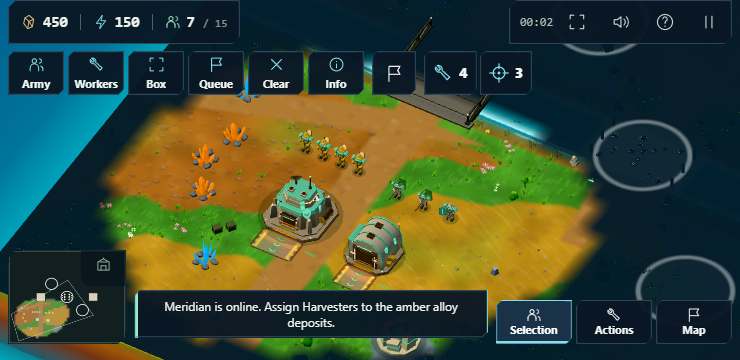 450 150 7 / 15 00:02
Army Workers Box Queue Clear Info 4 3
Meridian is online. Assign Harvesters to the amber alloy
deposits.
Selection Actions Map